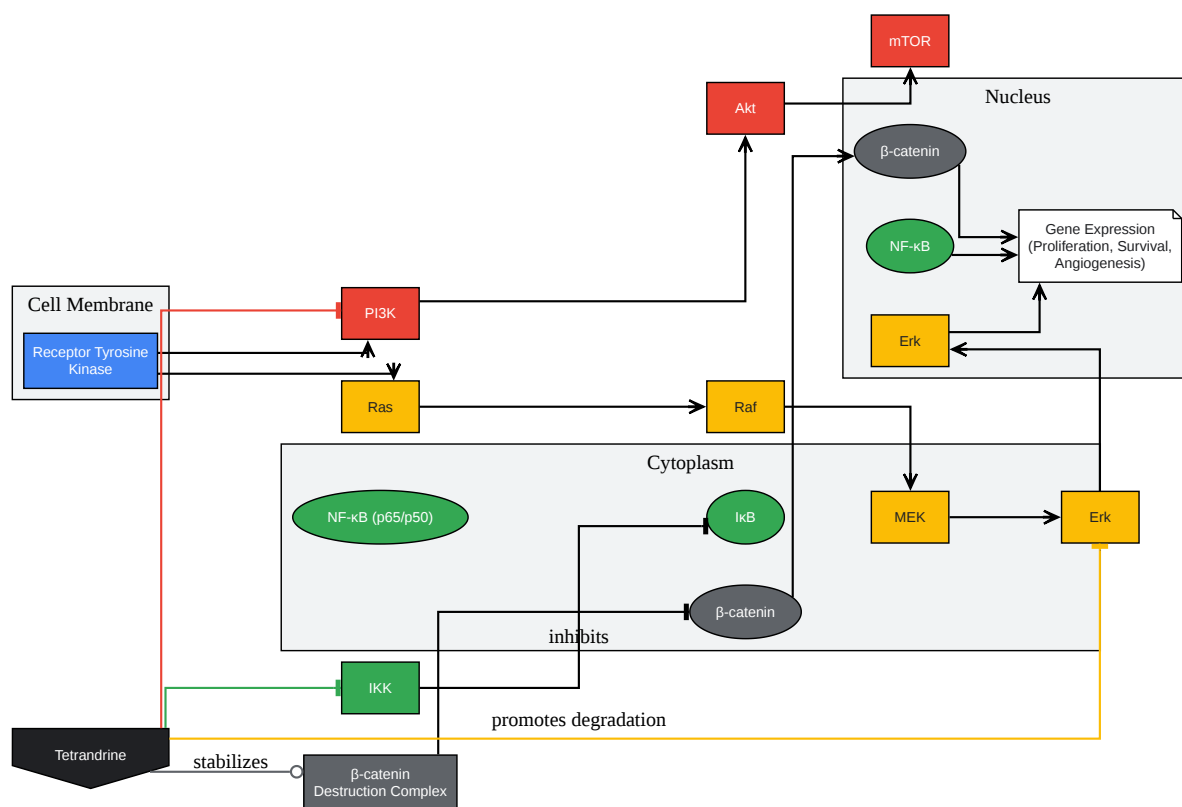 mTOR
Nucleus
Akt
β-catenin
NF-κB
Gene Expression
(Proliferation, Survival,
Angiogenesis)
Cell Membrane
PI3K
Receptor Tyrosine
Kinase
Erk
Ras
Raf
Cytoplasm
NF-κB (p65/p50)
IκB
MEK
Erk
β-catenin
inhibits
IKK
promotes degradation
Tetrandrine
stabilizes
β-catenin
Destruction Complex